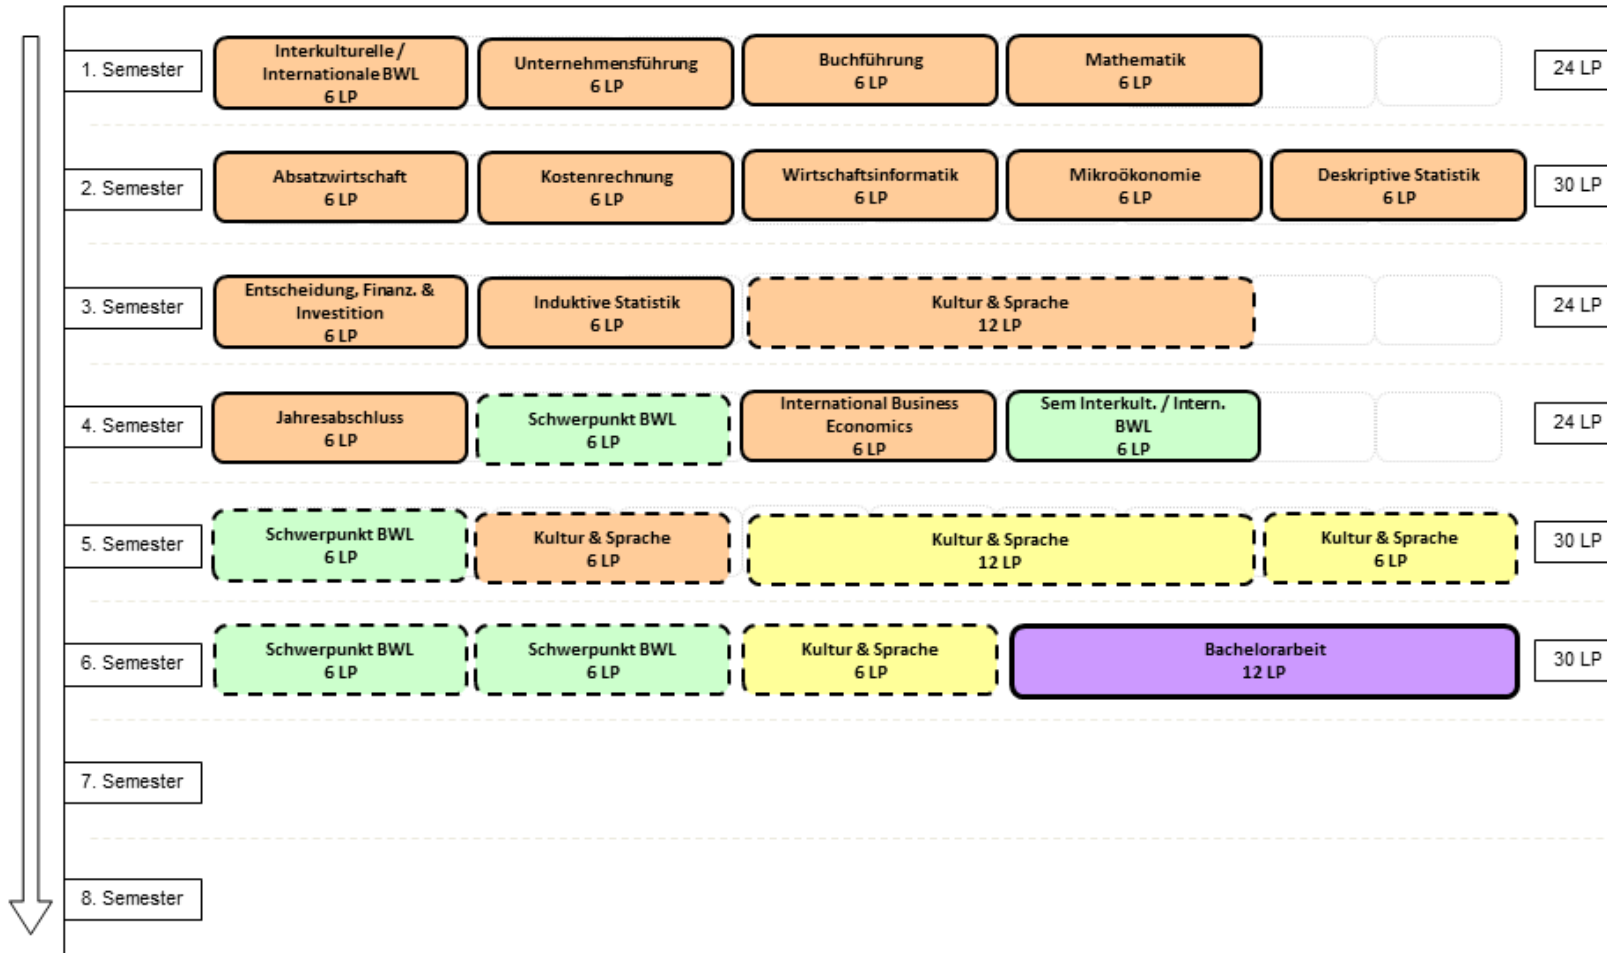 1. Semester
Interkulturelle /
Internationale BWL
6 LP
Unternehmensführung
6 LP
Buchführung
6 LP
Mathematik
6 LP
24 LP
2. Semester
Absatzwirtschaft
6 LP
Kostenrechnung
6 LP
Wirtschaftsinformatik
6 LP
Mikroökonomie
6 LP
Deskriptive Statistik
6 LP
30 LP
3. Semester
Entscheidung, Finanz. &
Investition
6 LP
Induktive Statistik
6 LP
Kultur & Sprache
12 LP
24 LP
4. Semester
Jahresabschluss
6 LP
Schwerpunkt BWL
6 LP
International Business
Economics
6 LP
Sem Interkult. / Intern.
BWL
6 LP
24 LP
5. Semester
Schwerpunkt BWL
6 LP
Kultur & Sprache
6 LP
Kultur & Sprache
12 LP
Kultur & Sprache
6 LP
30 LP
6. Semester
Schwerpunkt BWL
6 LP
Schwerpunkt BWL
6 LP
Kultur & Sprache
6 LP
Bachelorarbeit
12 LP
30 LP
7. Semester
8. Semester